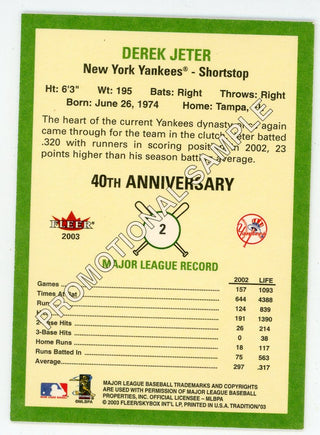 DEREK JETER
New York Yankees® - Shortstop
Ht: 6'3" Wt: 195 Bats: Right Throws: Right
Born: June 26, 1974 Home: Tampa,
The heart of the current Yankees dynasty again
came through for the team in the clutch. Jeter batted
.320 with runners in scoring position in 2002, 23
points higher than his season batting average.
40TH ANNIVERSARY
FLEER
2003
2
MAJOR LEAGUE RECORD
2002 LIFE
Games 157 1093
Times At Bat 644 4388
Runs 124 839
Hits 191 1390
2-Base Hits 26 214
3-Base Hits 0 38
Home Runs 18 117
Runs Batted In 75 563
Batting Average .297 .317
MAJOR LEAGUE BASEBALL TRADEMARKS AND COPYRIGHTS
ARE USED WITH PERMISSION OF MAJOR LEAGUE BASEBALL
PROPERTIES, INC. OFFICIAL LICENSEE – MLBPA
© 2003 FLEER/SKYBOX INT'L LP, PRINTED IN U.S.A. TRADITION'03
©MLBPA
PROMOTIONAL SAMPLE